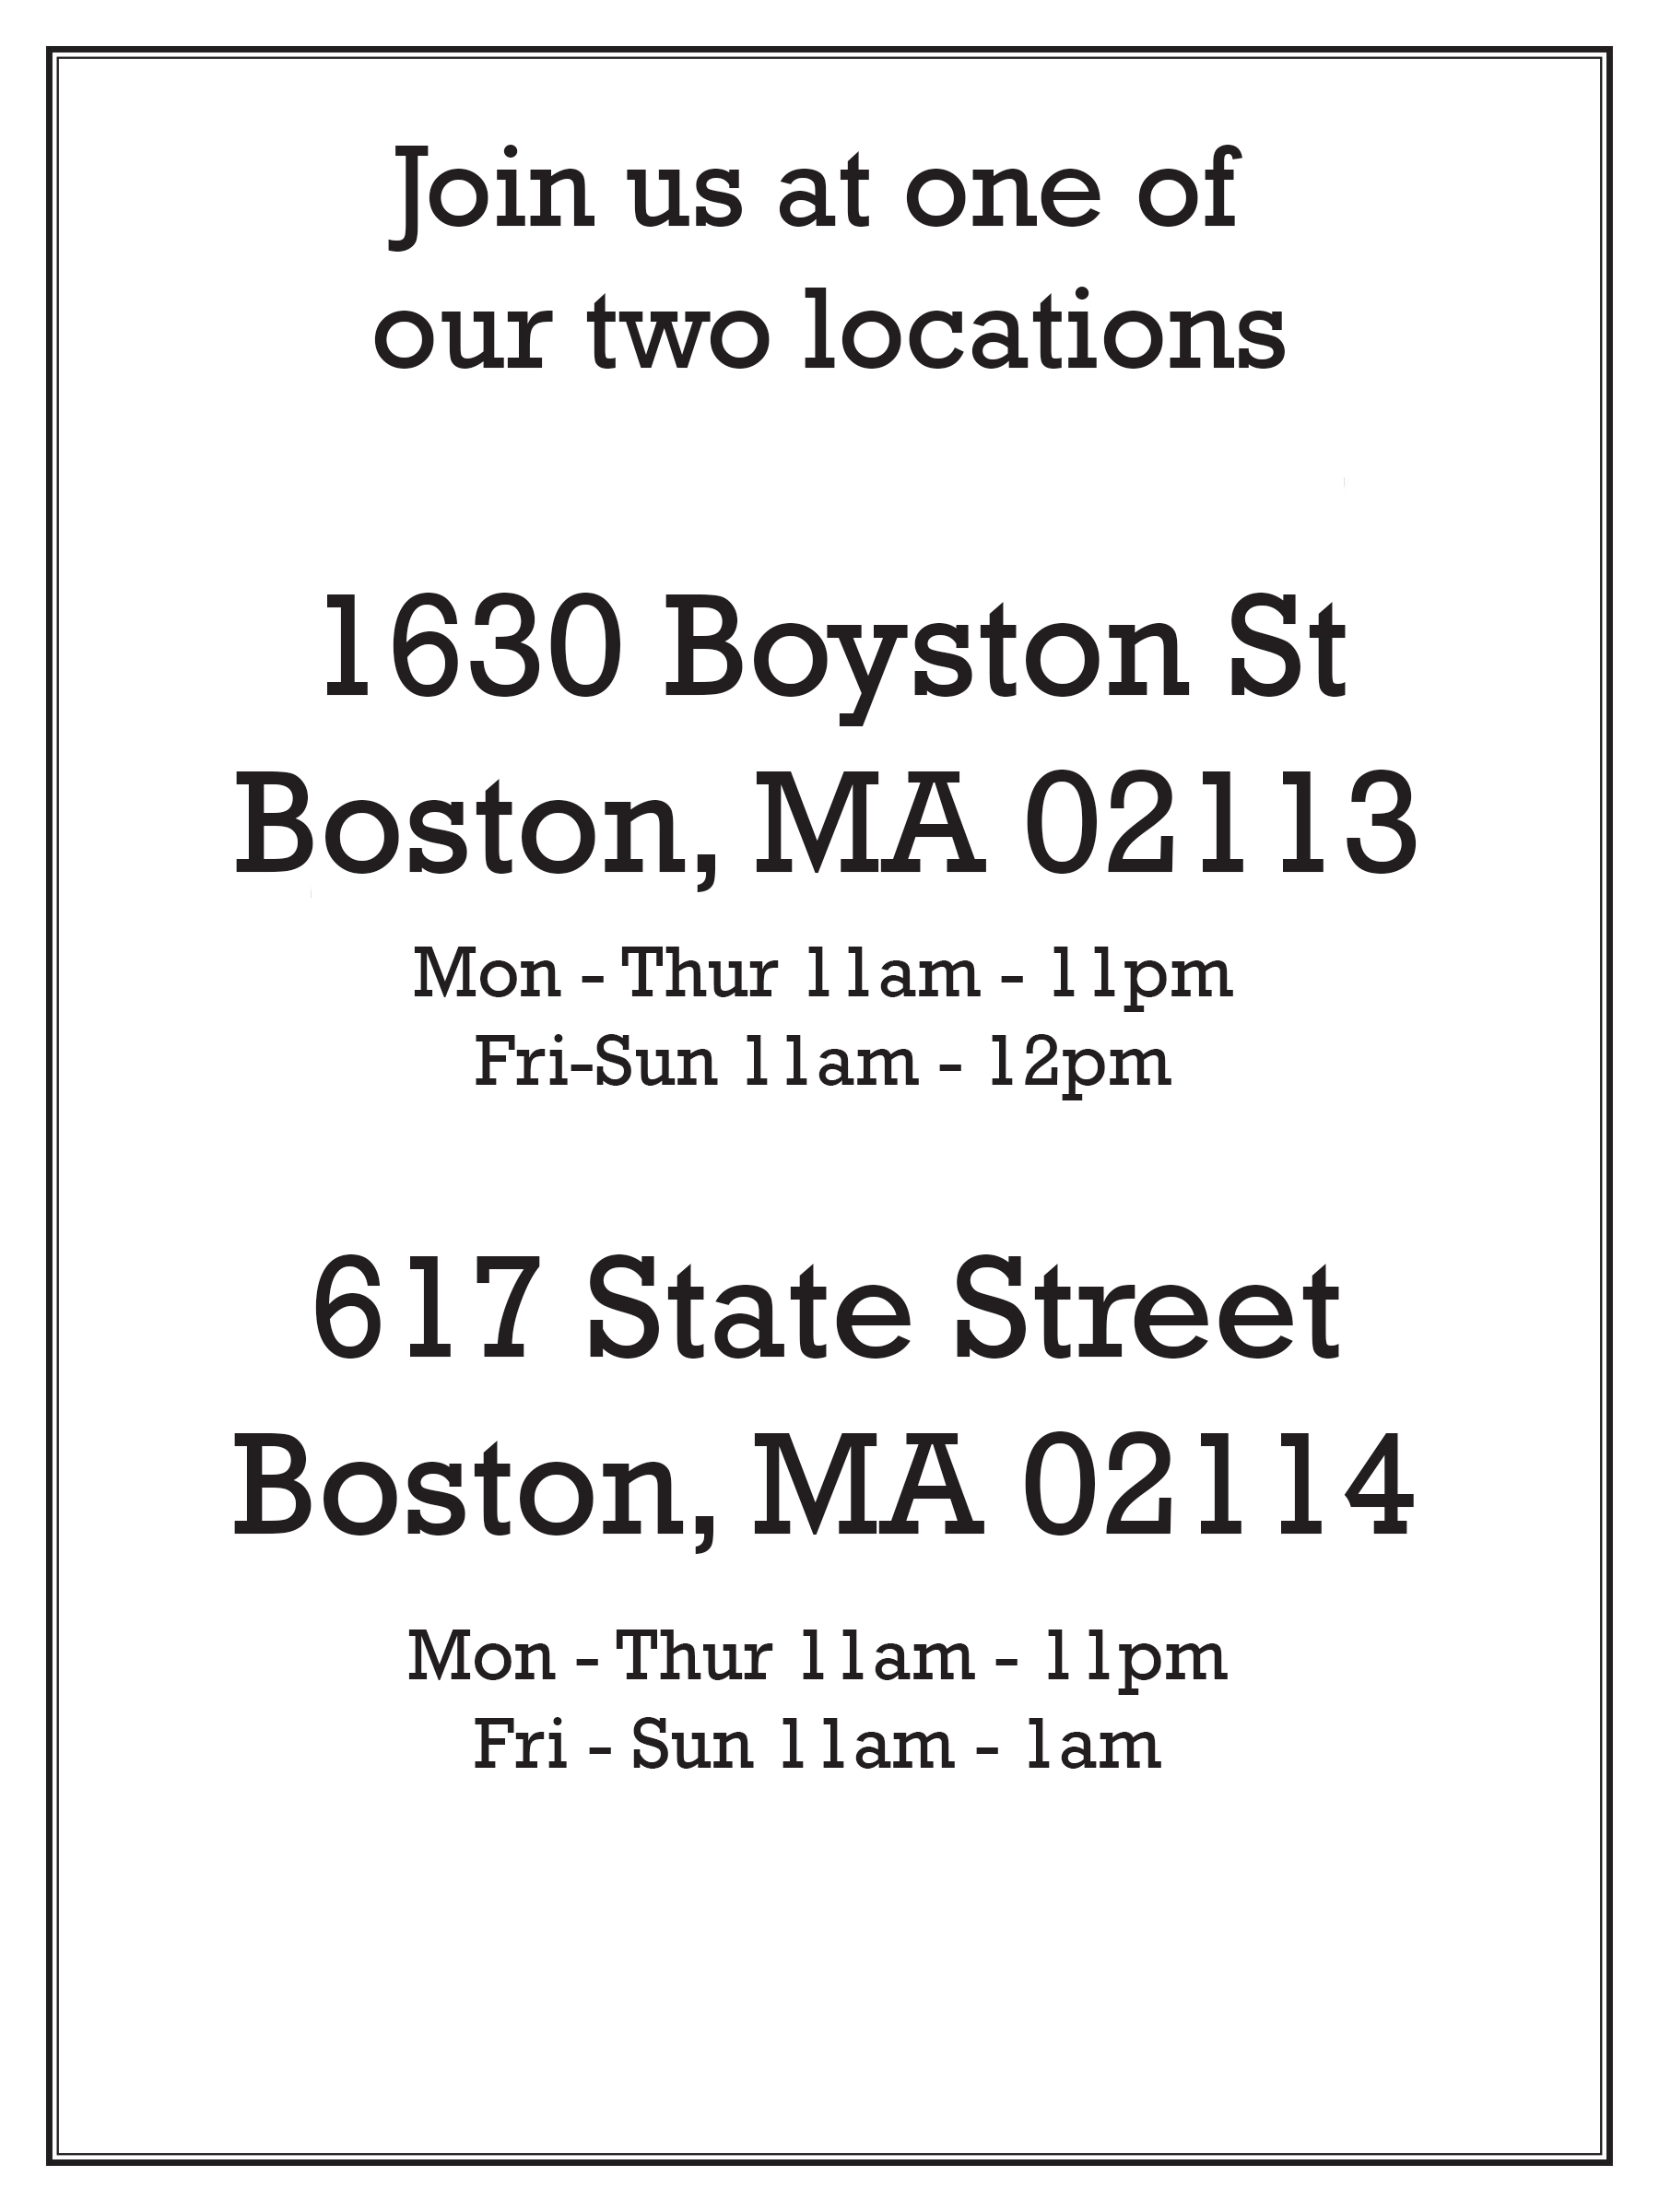 Join us at one of
our two locations
1630 Boyston St
Boston, MA 02113
Mon - Thur 11am - 11pm
Fri-Sun 11am - 12pm
617 State Street
Boston, MA 02114
Mon - Thur 11am - 11pm
Fri - Sun 11am - 1am